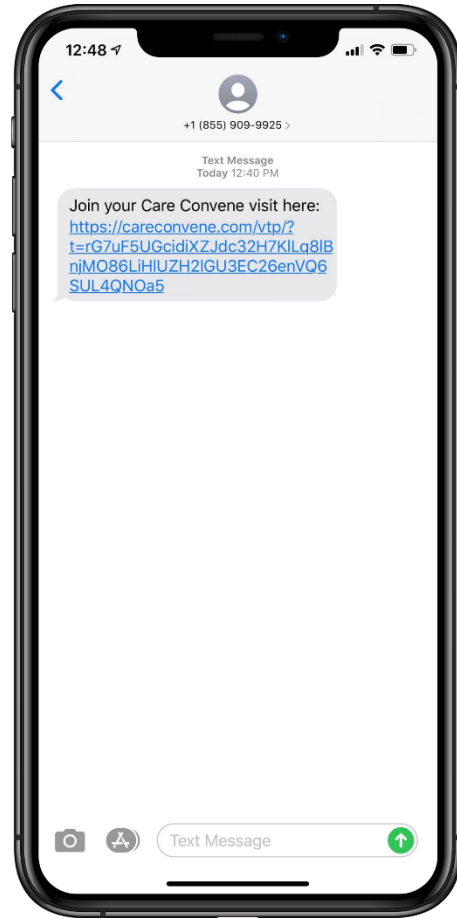 12:48
+1 (855) 909-9925 >
Text Message
Today 12:40 PM
Join your Care Convene visit here:
https://careconvene.com/vtp/?
t=rG7uF5UGcidiXZJdc32H7KlLq8lB
njMO86LiHlUZH2lGU3EC26enVQ6
SUL4QNOa5
Text Message